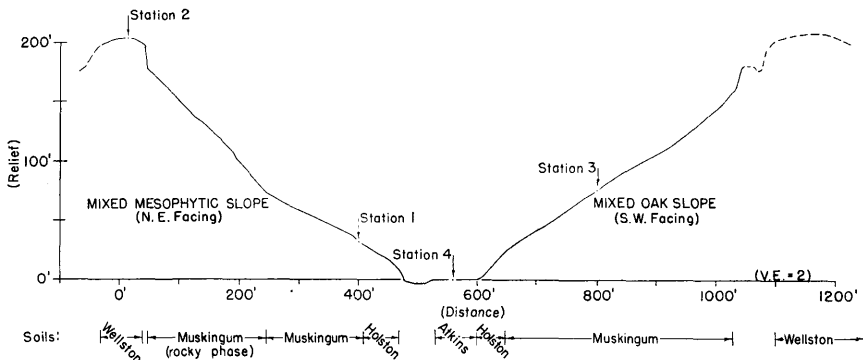 Station 2
200'
(Relief)
100'
0'
MIXED MESOPHYTIC SLOPE
(N. E. Facing)
Station 1
Station 4
Station 3
MIXED OAK SLOPE
(S.W. Facing)
(V.E. = 2)
0' 200' 400' 600' 800' 1000' 1200'
(Distance)
Soils: Wellston Muskingum Muskingum Holston Atkins Holston Muskingum Wellston
(rocky phase)